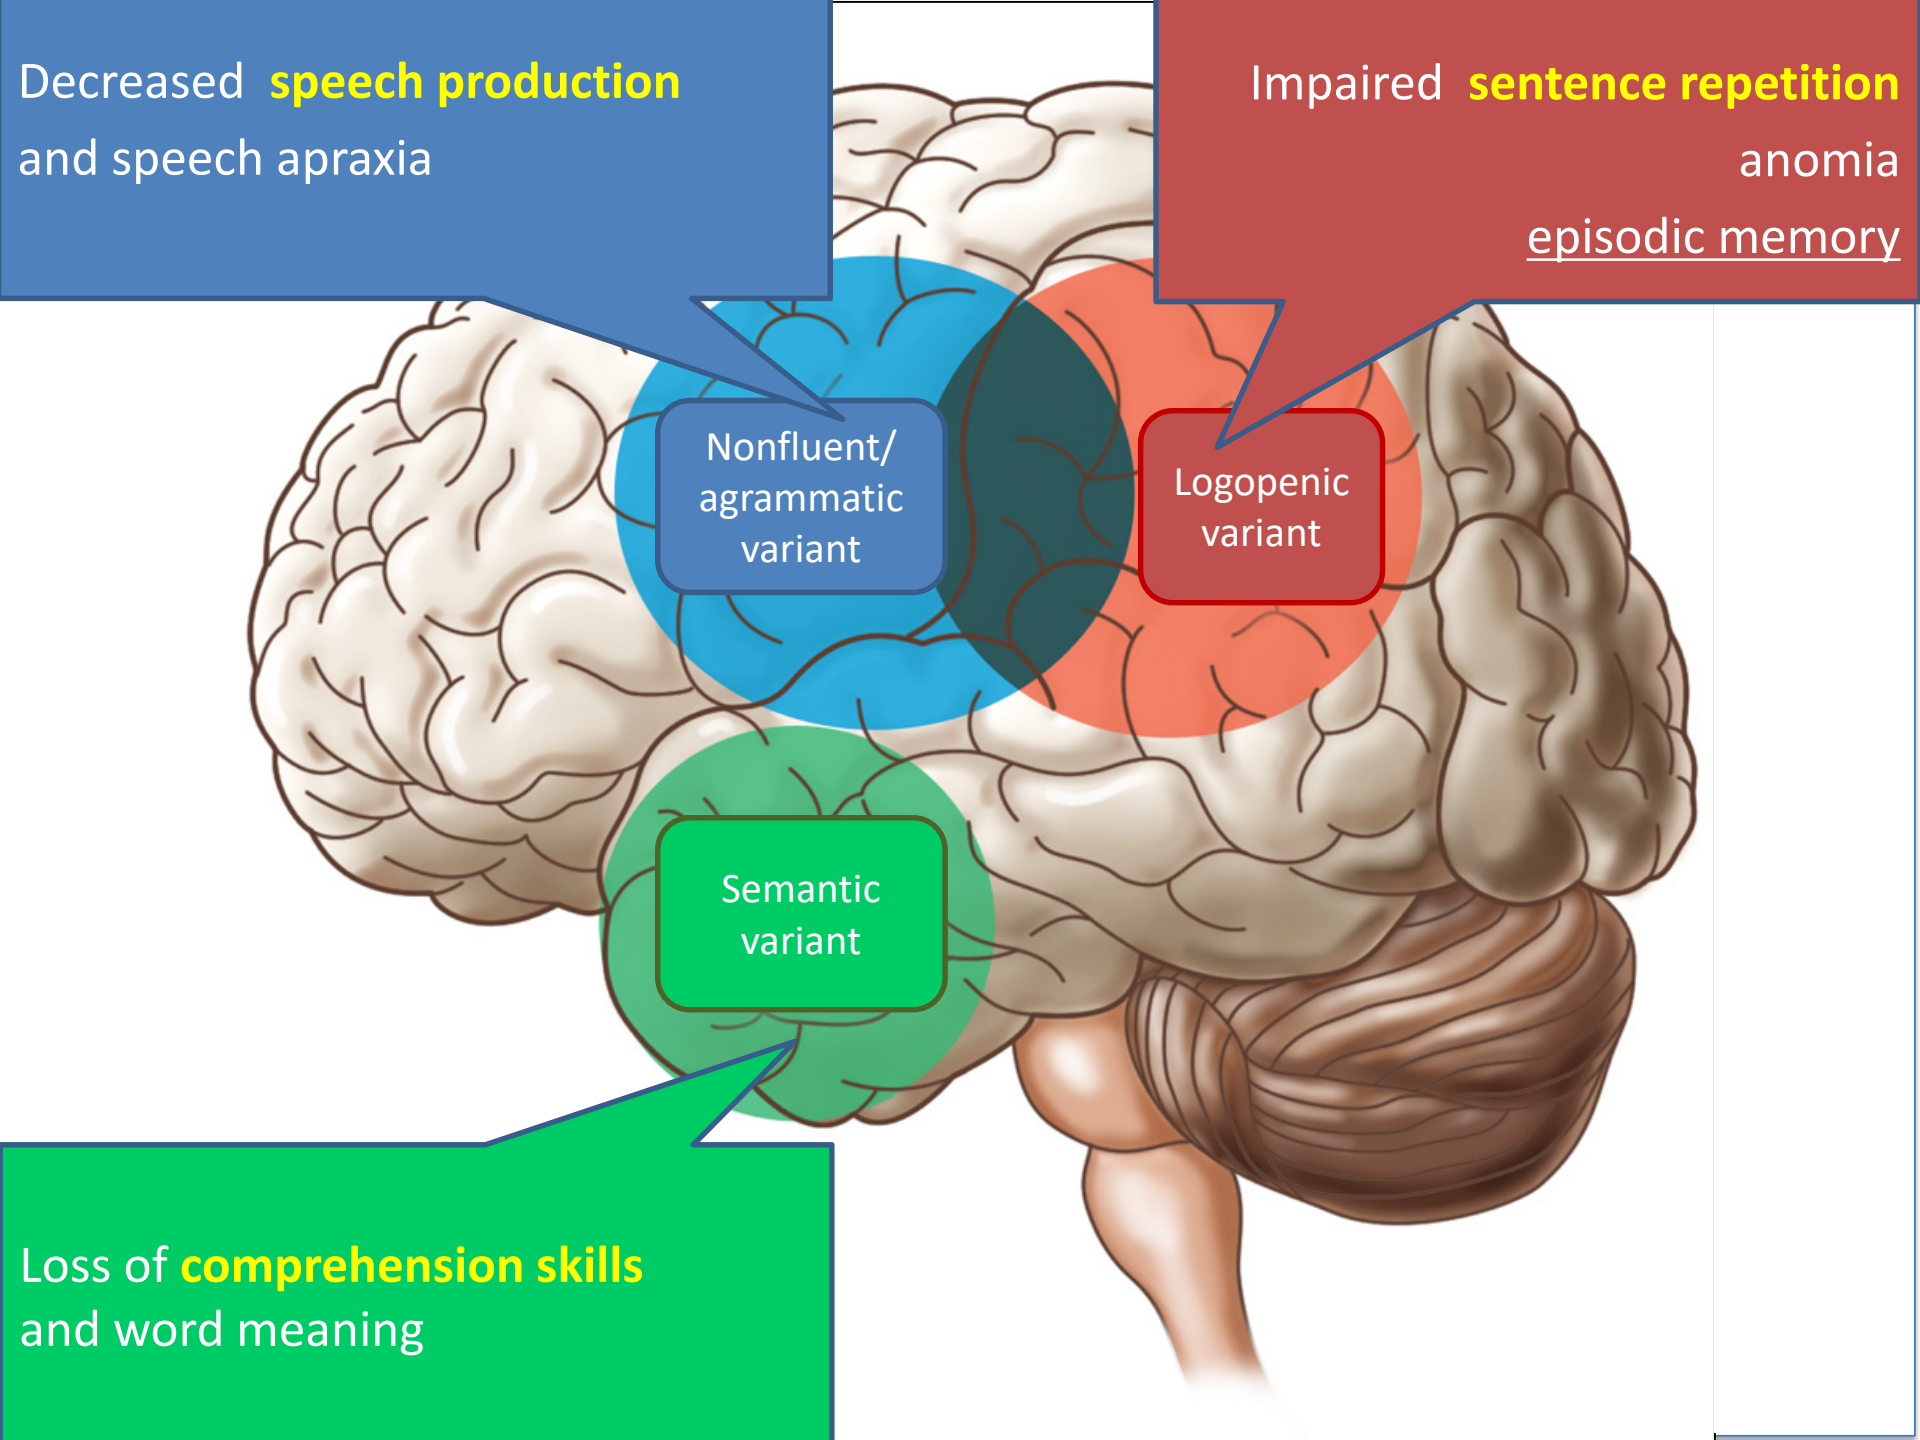 Decreased speech production
and speech apraxia
Impaired sentence repetition
anomia
episodic memory
Nonfluent/
agrammatic
variant
Logopenic
variant
Semantic
variant
Loss of comprehension skills
and word meaning